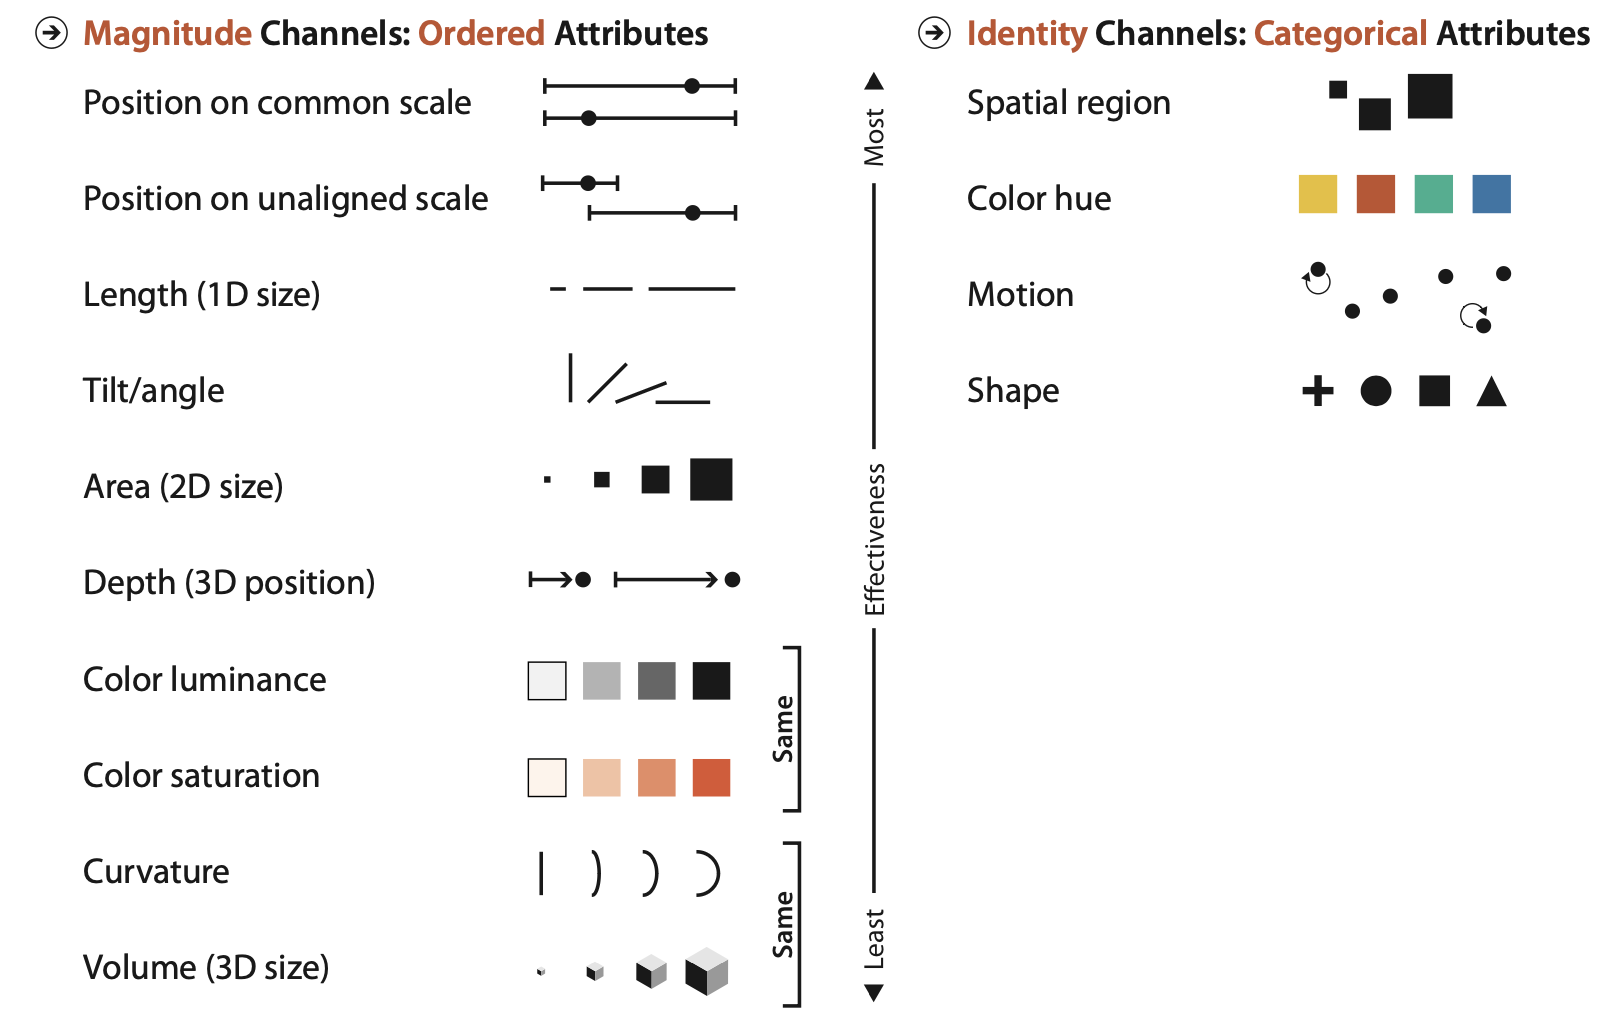 Magnitude Channels: Ordered Attributes
Position on common scale
Position on unaligned scale
Length (1D size)
Tilt/angle
Area (2D size)
Depth (3D position)
Color luminance
Color saturation
Same
Curvature
Volume (3D size)
Same
Most
Effectiveness
Least
Identity Channels: Categorical Attributes
Spatial region
Color hue
Motion
Shape